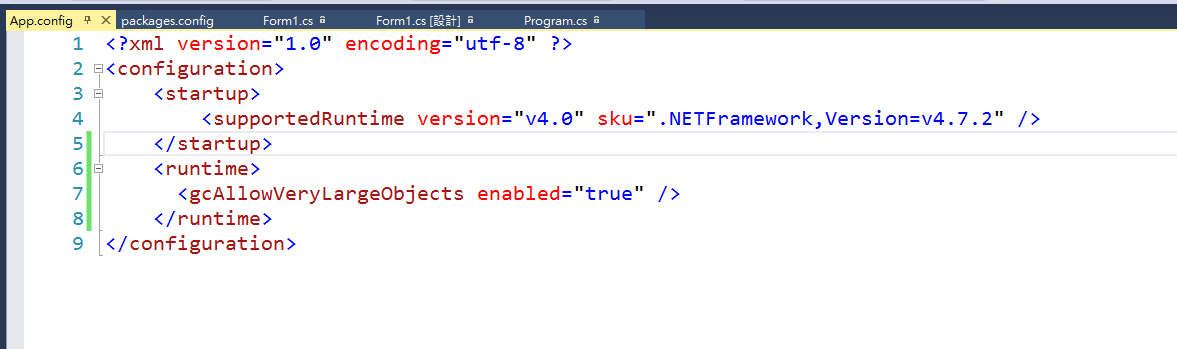 App.config packages.config Form1.cs Form1.cs [設計] Program.cs
1 <?xml version="1.0" encoding="utf-8" ?>
2 <configuration>
3 <startup>
4 <supportedRuntime version="v4.0" sku=".NETFramework,Version=v4.7.2" />
5 </startup>
6 <runtime>
7 <gcAllowVeryLargeObjects enabled="true" />
8 </runtime>
9 </configuration>